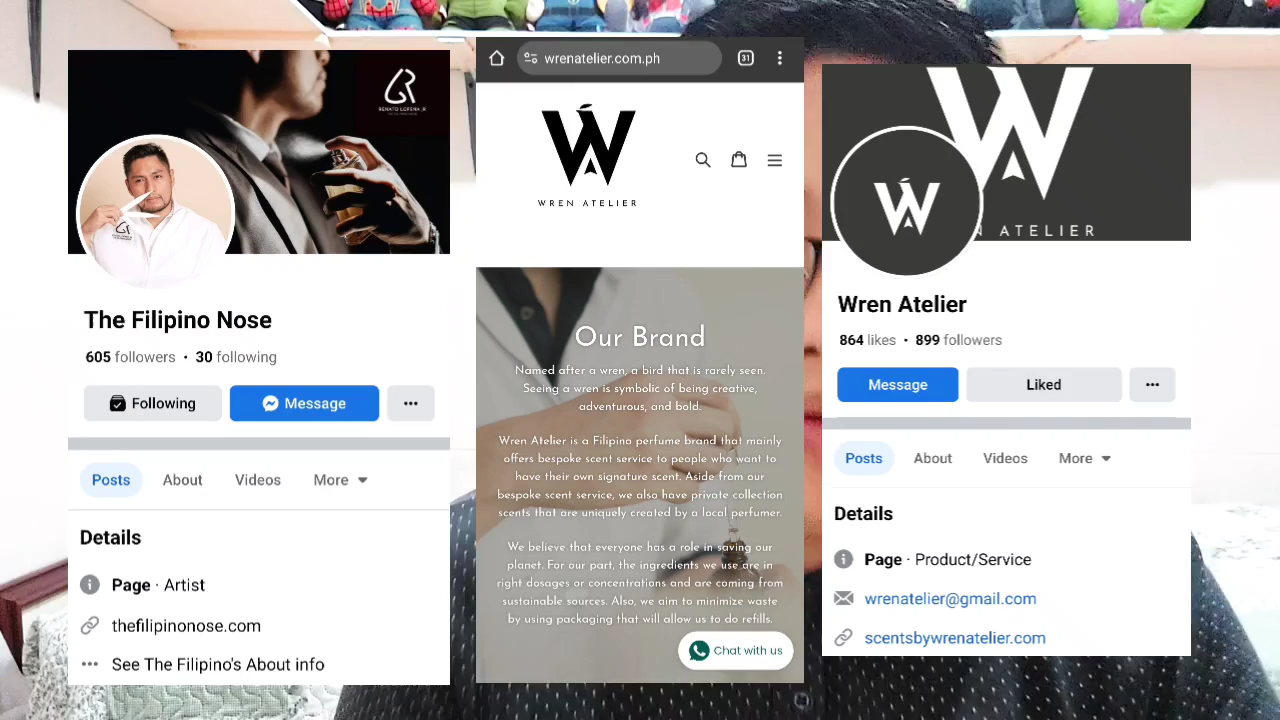 RENATO LOPENA JR
The Filipino Nose
605 followers • 30 following
Following
Message
Posts
About
Videos
More
Details
Page · Artist
thefilipinonose.com
See The Filipino's About info
wrenatelier.com.ph
31
WREN ATELIER
Our Brand
Named after a wren, a bird that is rarely seen.
Seeing a wren is symbolic of being creative,
adventurous, and bold.
Wren Atelier is a Filipino perfume brand that mainly
offers bespoke scent service to people who want to
have their own signature scent. Aside from our
bespoke scent service, we also have private collection
scents that are uniquely created by a local perfumer.
We believe that everyone has a role in saving our
planet. For our part, the ingredients we use are in
right dosages or concentrations and are coming from
sustainable sources. Also, we aim to minimize waste
by using packaging that will allow us to do refills.
Chat with us
N ATELIER
Wren Atelier
864 likes • 899 followers
Message
Liked
Posts
About
Videos
More
Details
Page · Product/Service
wrenatelier@gmail.com
scentsbywrenatelier.com